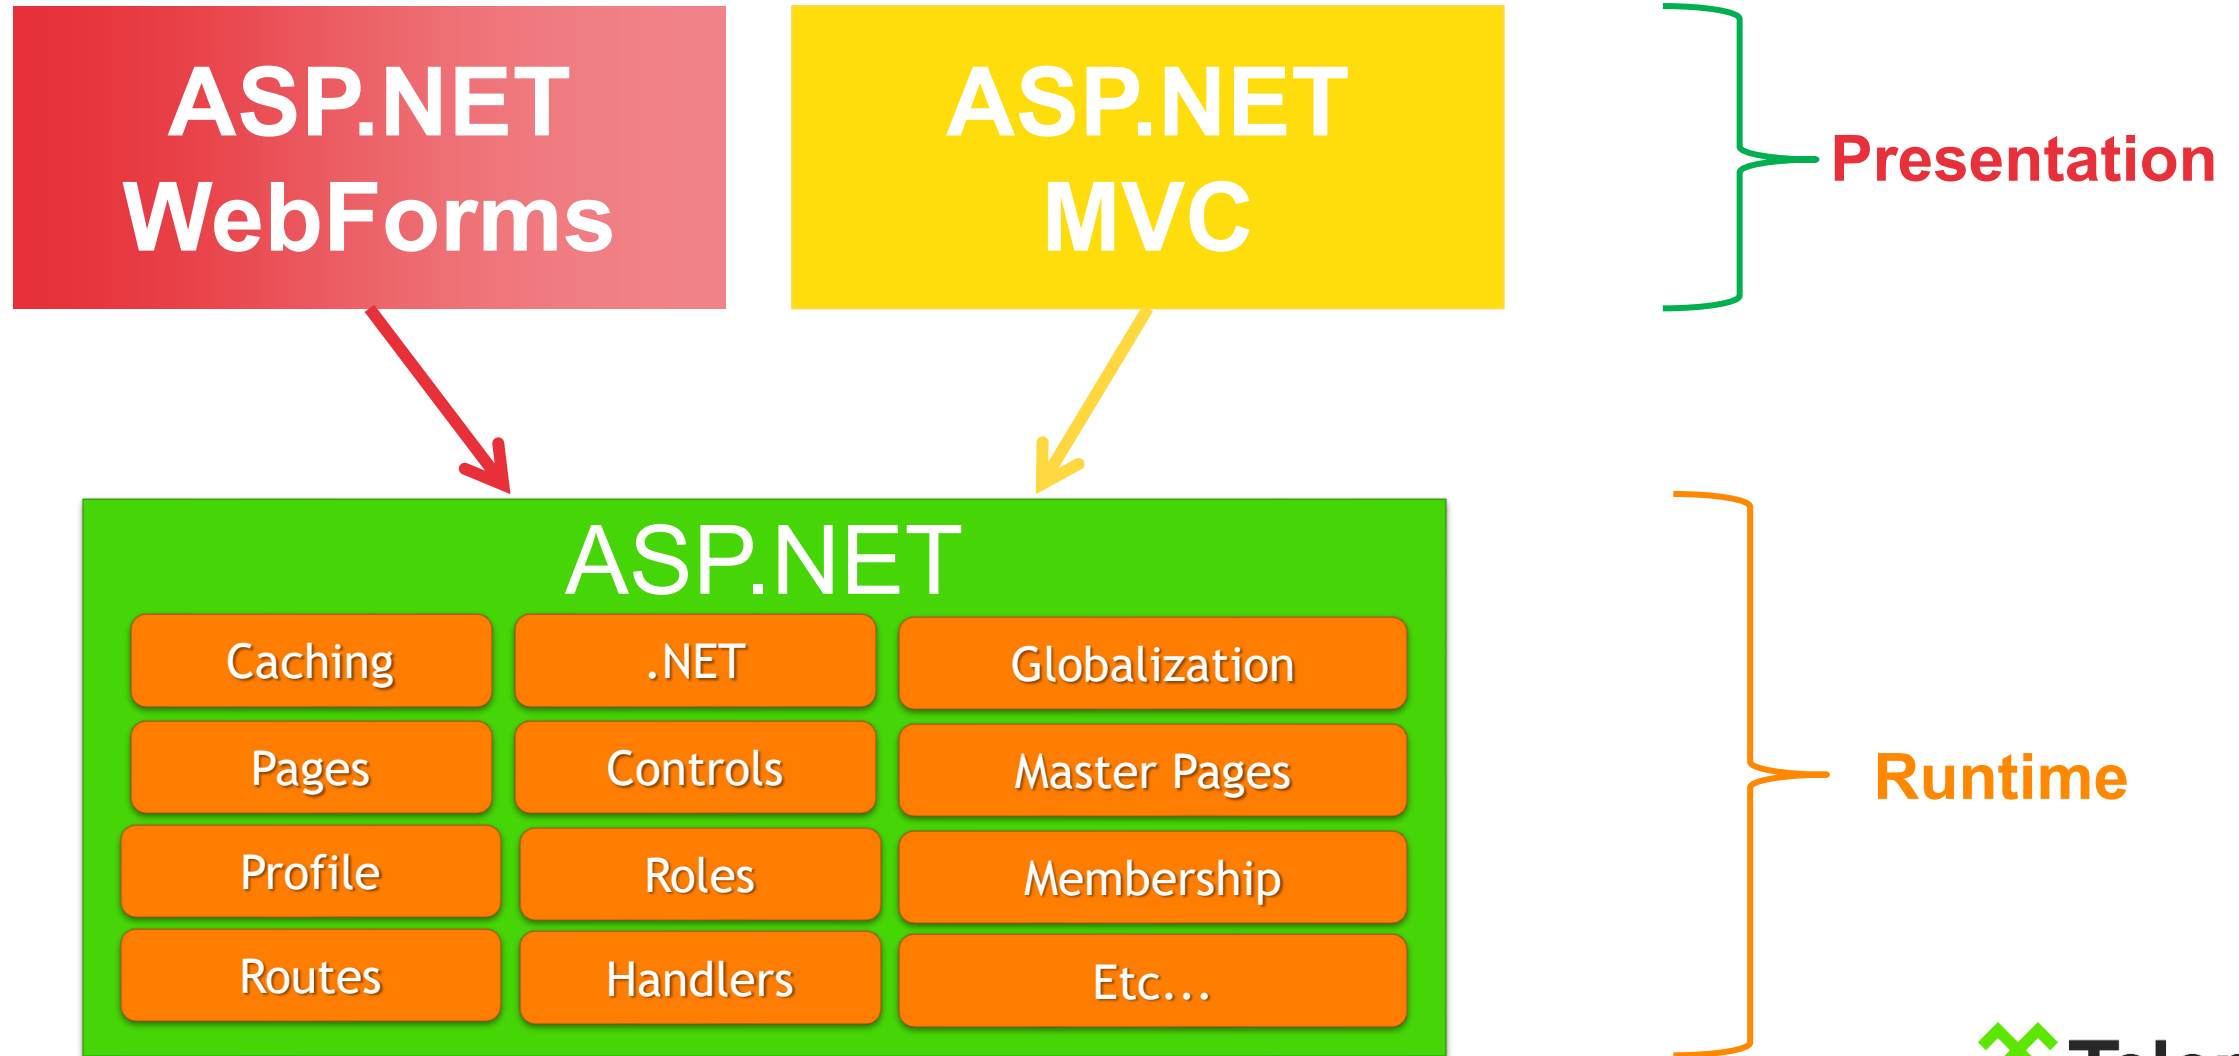 ASP.NET
WebForms
ASP.NET
MVC
Presentation
ASP.NET
Caching
.NET
Globalization
Pages
Controls
Master Pages
Profile
Roles
Membership
Routes
Handlers
Etc...
Runtime